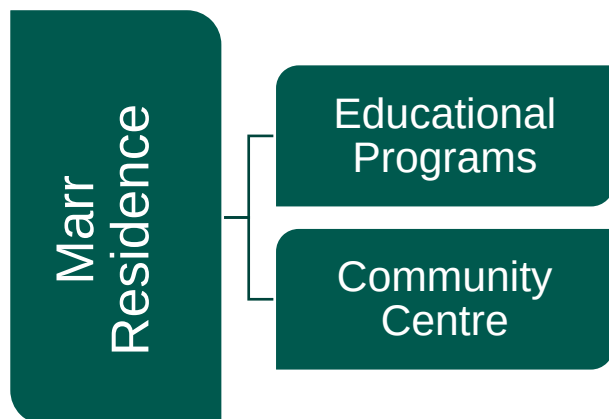 Marr
Residence
Educational
Programs
Community
Centre